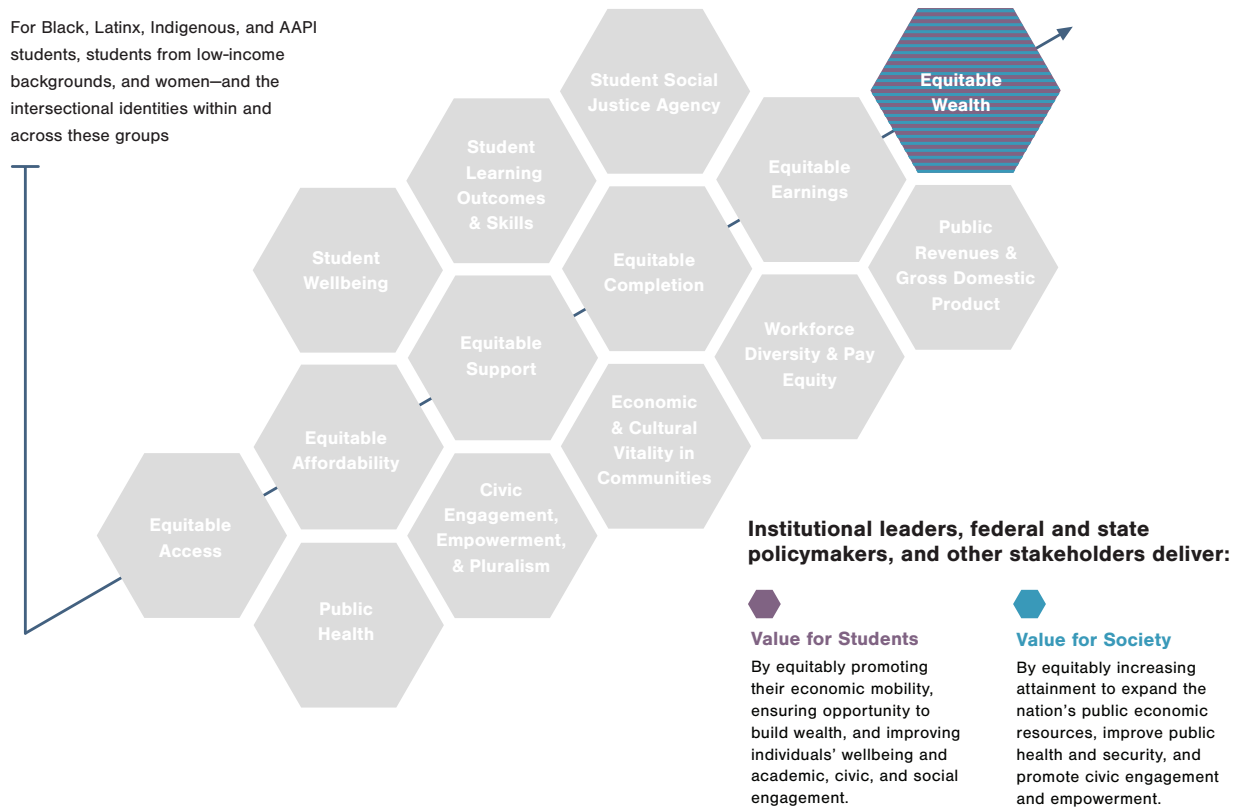 For Black, Latinx, Indigenous, and AAPI
students, students from low-income
backgrounds, and women—and the
intersectional identities within and
across these groups
Student Social
Justice Agency
Equitable
Wealth
Student
Learning
Outcomes
& Skills
Equitable
Earnings
Student
Wellbeing
Equitable
Completion
Public
Revenues &
Gross Domestic
Product
Equitable
Support
Workforce
Diversity & Pay
Equity
Equitable
Affordability
Economic
& Cultural
Vitality in
Communities
Equitable
Access
Civic
Engagement,
Empowerment,
& Pluralism
Public
Health
Institutional leaders, federal and state
policymakers, and other stakeholders deliver:
Value for Students
By equitably promoting
their economic mobility,
ensuring opportunity to
build wealth, and improving
individuals' wellbeing and
academic, civic, and social
engagement.
Value for Society
By equitably increasing
attainment to expand the
nation's public economic
resources, improve public
health and security, and
promote civic engagement
and empowerment.